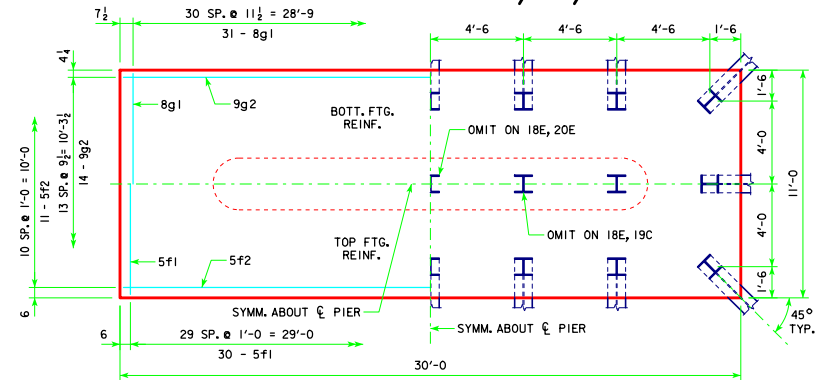 7½
30 SP. @ 11½ = 28'-9
31 - 8g1
4'-6
4'-6
4'-6
1'-6
4¼
8g1
9g2
BOTT. FTG.
REINF.
OMIT ON 18E, 20E
1'-6
4'-0
11'-0
4'-0
1'-6
10 SP. @ 1'-0 = 10'-0
11 - 5f2
13 SP. @ 9½ = 10'-3½
14 - 9g2
OMIT ON 18E, 19C
TOP FTG.
REINF.
5f1
5f2
6
SYMM. ABOUT ℄ PIER
SYMM. ABOUT ℄ PIER
45°
TYP.
6
29 SP. @ 1'-0 = 29'-0
30 - 5f1
30'-0